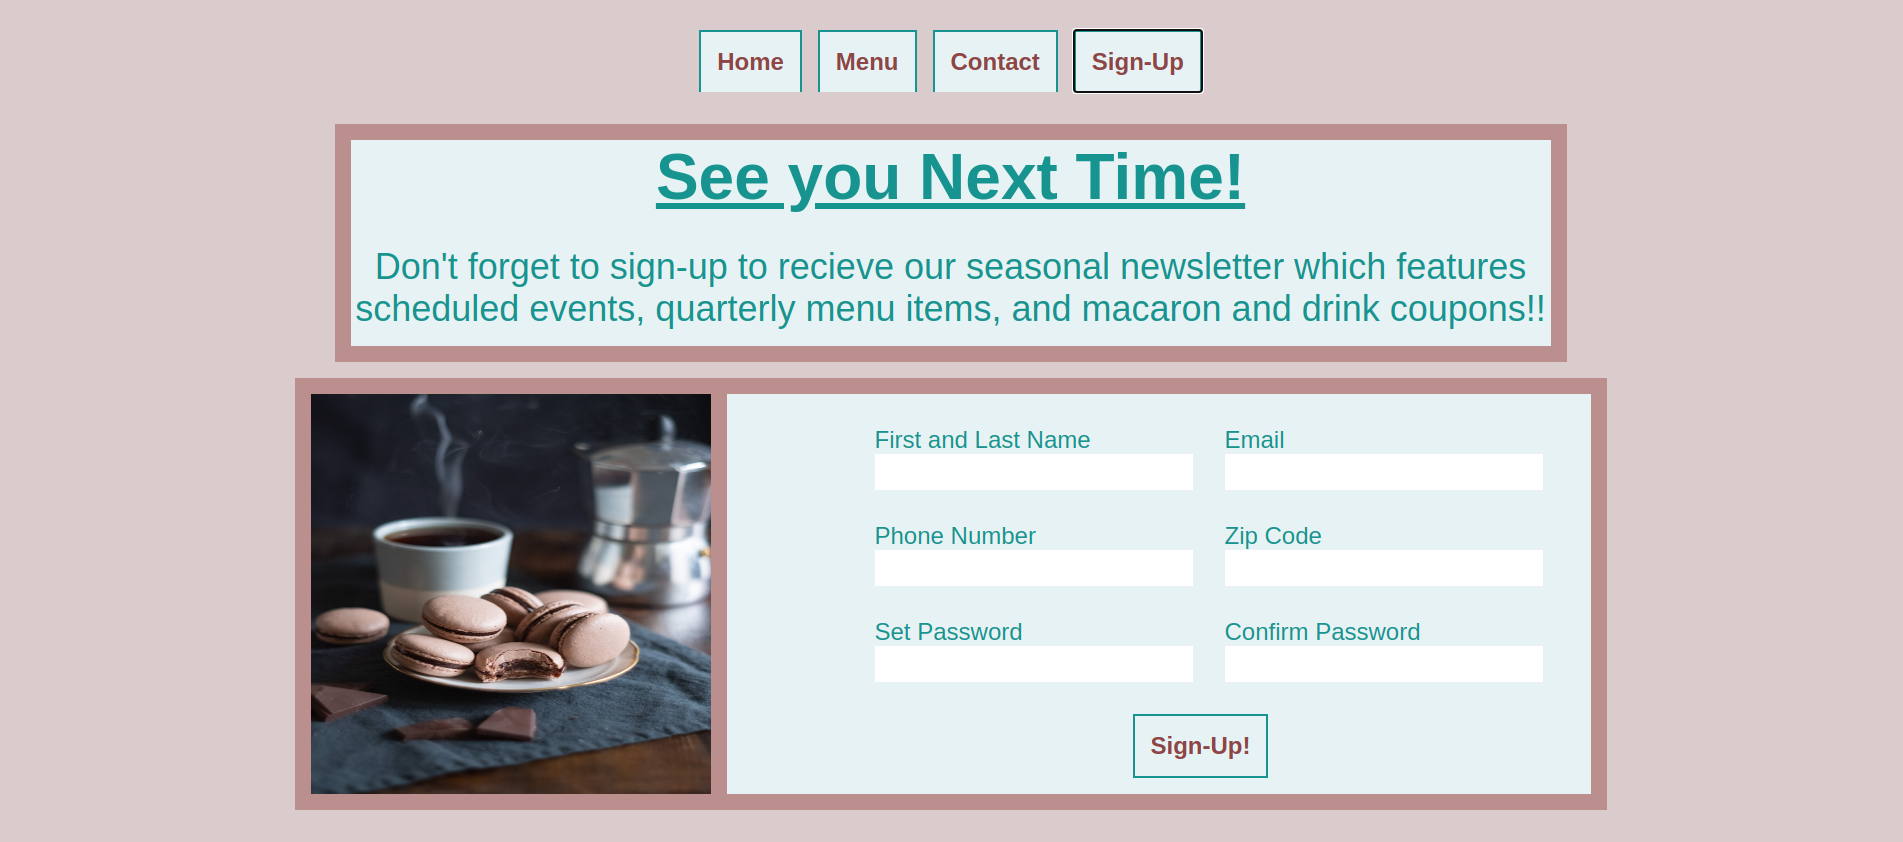 Home Menu Contact Sign-Up
See you Next Time!
Don't forget to sign-up to recieve our seasonal newsletter which features
scheduled events, quarterly menu items, and macaron and drink coupons!!
First and Last Name Email
Phone Number Zip Code
Set Password Confirm Password
Sign-Up!